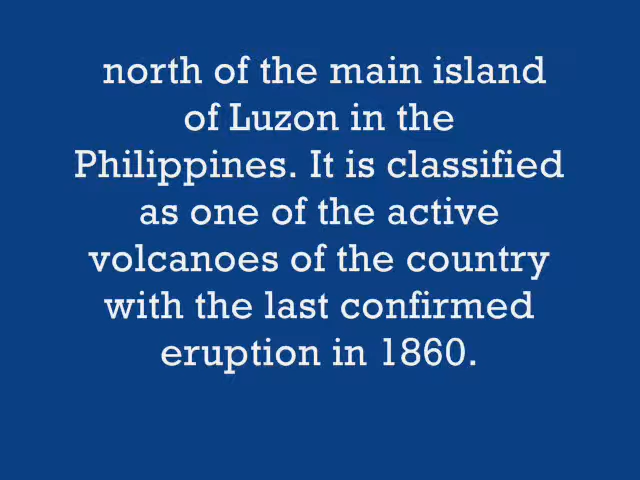 north of the main island
of Luzon in the
Philippines. It is classified
as one of the active
volcanoes of the country
with the last confirmed
eruption in 1860.